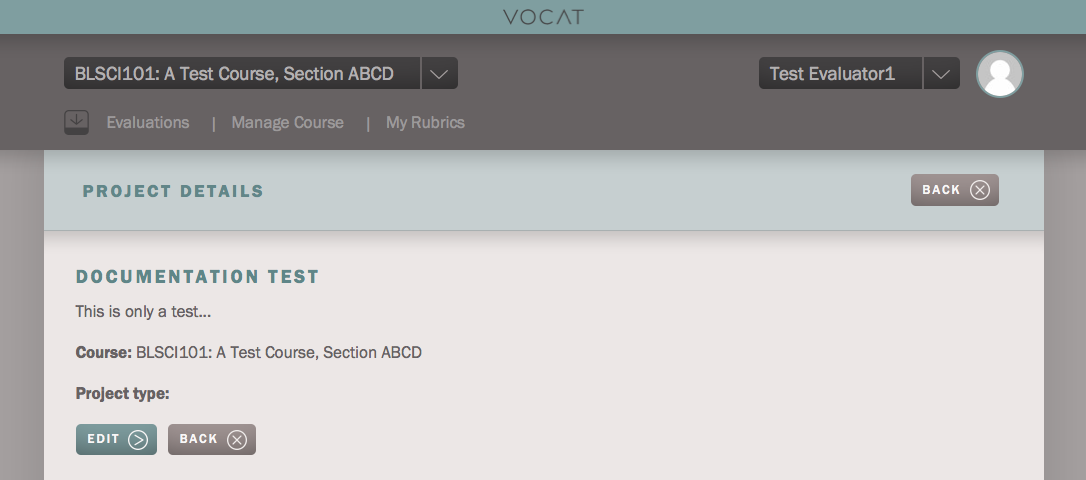 VOCAT
BLSCI101: A Test Course, Section ABCD
Test Evaluator1
Evaluations | Manage Course | My Rubrics
PROJECT DETAILS
BACK
DOCUMENTATION TEST
This is only a test...
Course: BLSCI101: A Test Course, Section ABCD
Project type:
EDIT
BACK